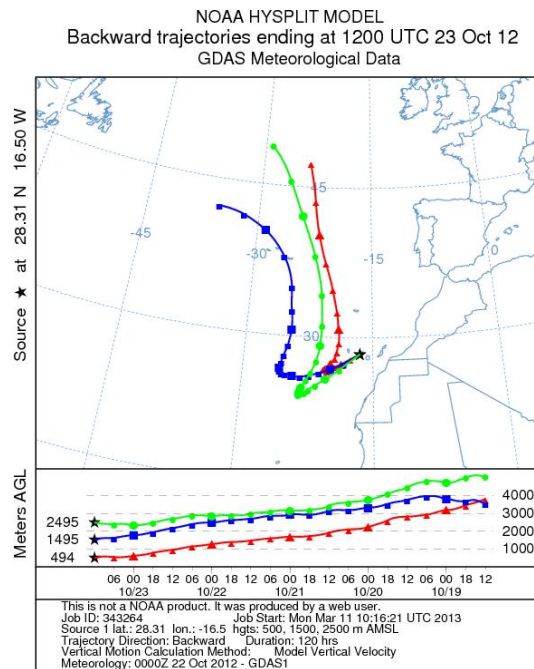 NOAA HYSPLIT MODEL
Backward trajectories ending at 1200 UTC 23 Oct 12
GDAS Meteorological Data
Source ★ at 28.31 N 16.50 W
45
-45
-30
-15
0
30
Meters AGL
2495
1495
494
4000
3000
2000
1000
06 00 18 12 06 00 18 12 06 00 18 12 06 00 18 12 06 00 18 12
10/23 10/22 10/21 10/20 10/19
This is not a NOAA product. It was produced by a web user.
Job ID: 343264 Job Start: Mon Mar 11 10:16:21 UTC 2013
Source 1 lat.: 28.31 lon.: -16.5 hgts: 500, 1500, 2500 m AMSL
Trajectory Direction: Backward Duration: 120 hrs
Vertical Motion Calculation Method: Model Vertical Velocity
Meteorology: 0000Z 22 Oct 2012 - GDAS1